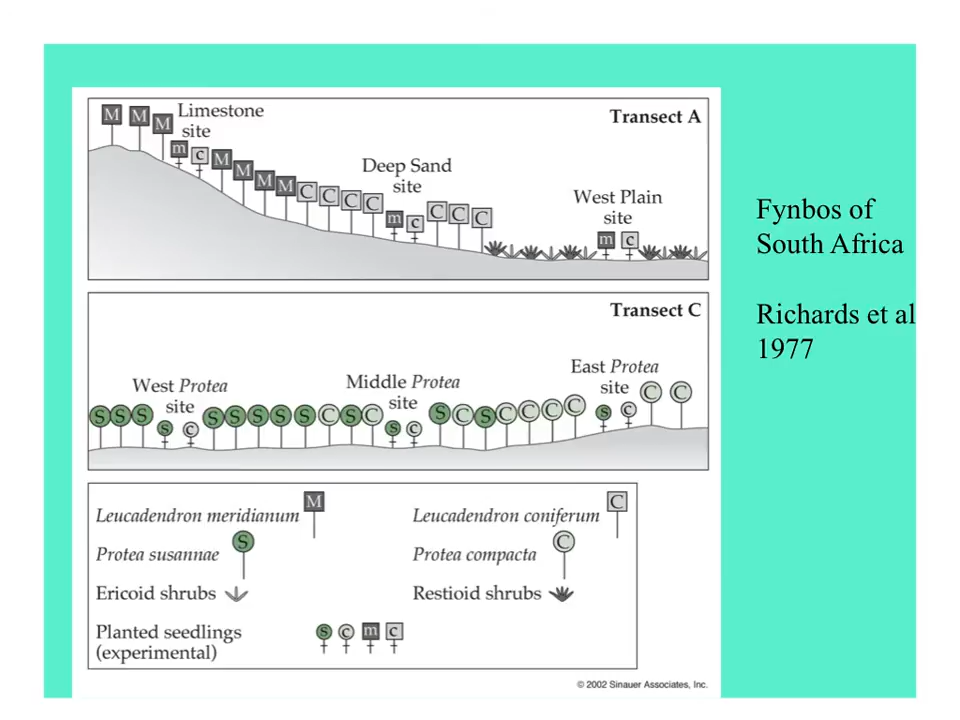 Transect A
M M M Limestone
site
m c M M M M C C C C
Deep Sand
site
m c C C C
West Plain
site
m c
Fynbos of
South Africa
Richards et al
1977
Transect C
West Protea
site
Middle Protea
site
East Protea
site
S S S s c S S S S S C S C s c S C S C C C C s c C C
Leucadendron meridianum M
Leucadendron coniferum C
Protea susannae S
Protea compacta C
Ericoid shrubs
Restioid shrubs
Planted seedlings
(experimental)
s c m c
© 2002 Sinauer Associates, Inc.